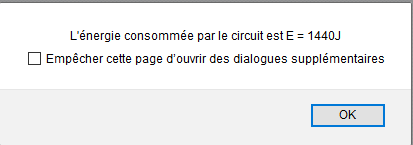 L'énergie consommée par le circuit est E = 1440J
Empêcher cette page d'ouvrir des dialogues supplémentaires
OK